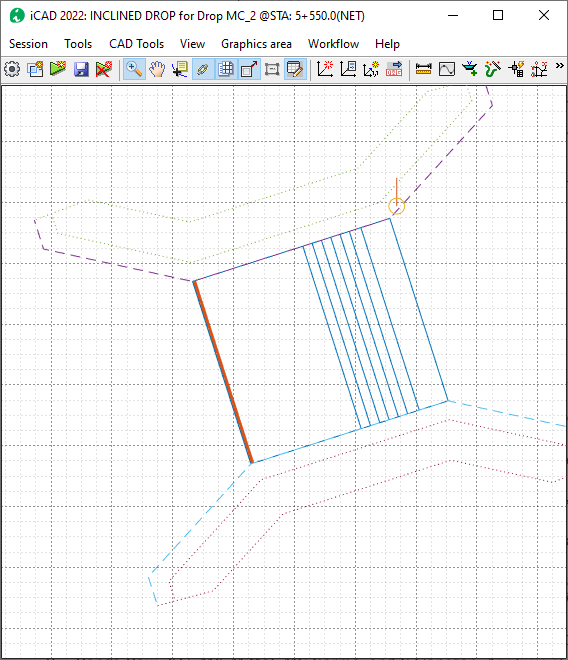 iCAD 2022: INCLINED DROP for Drop MC_2 @STA: 5+550.0(NET)
Session Tools CAD Tools View Graphics area Workflow Help